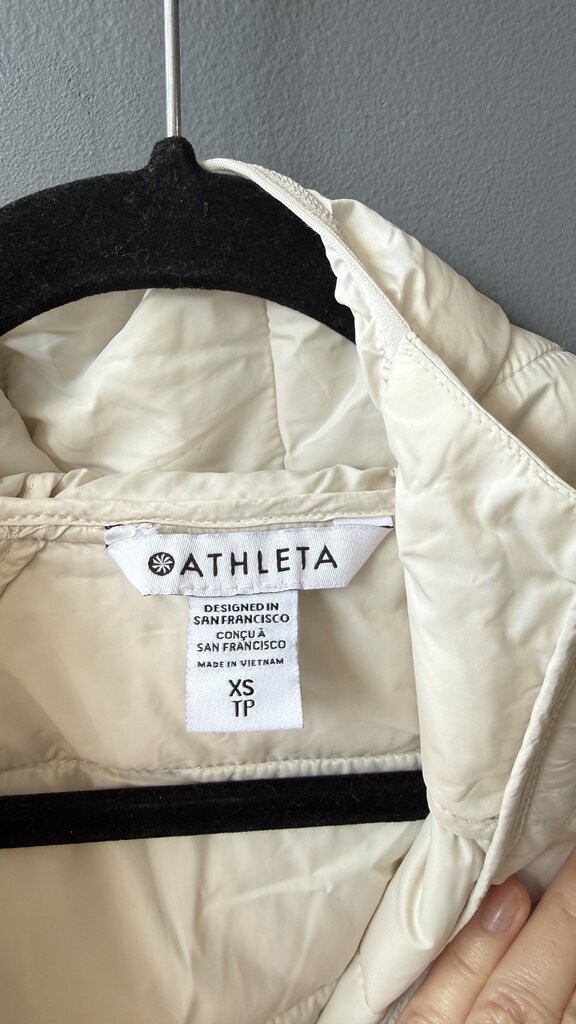 ATHLETA
DESIGNED IN
SAN FRANCISCO
CONÇU À
SAN FRANCISCO
MADE IN VIETNAM
XS
TP